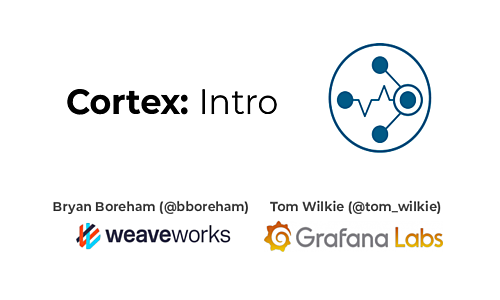 Cortex: Intro
Bryan Boreham (@bboreham) Tom Wilkie (@tom_wilkie)
weaveworks Grafana Labs